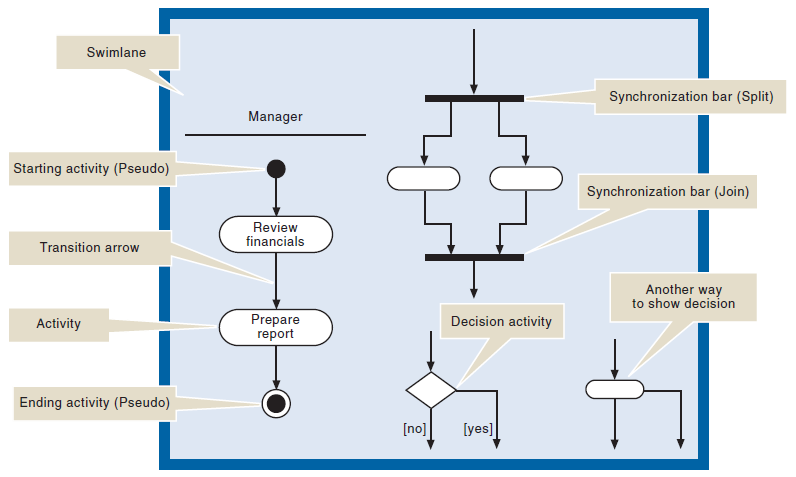 Swimlane
Manager
Starting activity (Pseudo)
Review
financials
Transition arrow
Activity
Prepare
report
Ending activity (Pseudo)
Synchronization bar (Split)
Synchronization bar (Join)
Decision activity
[no]
[yes]
Another way
to show decision